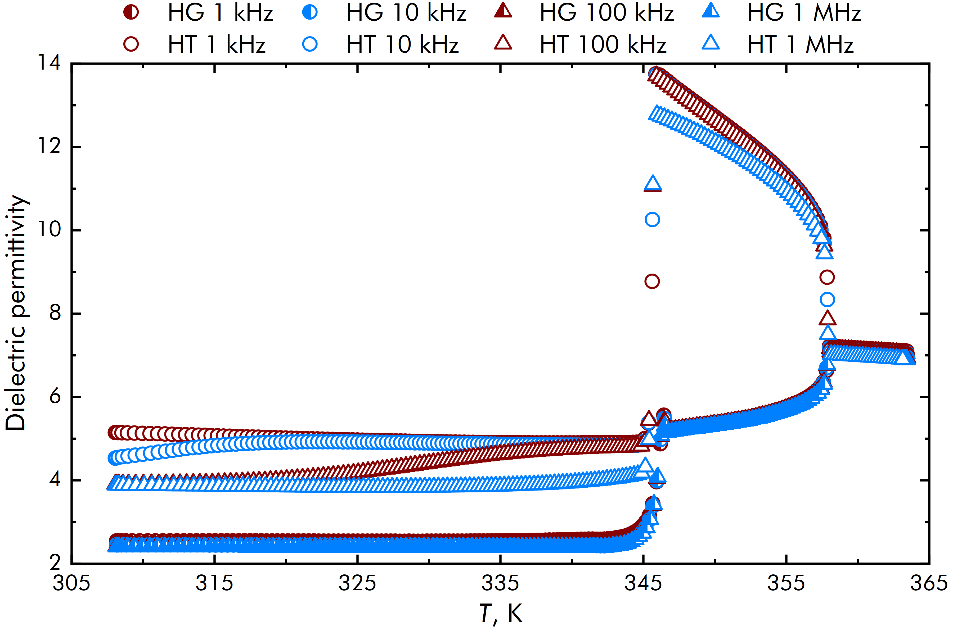 HG 1 kHz HG 10 kHz HG 100 kHz HG 1 MHz
HT 1 kHz HT 10 kHz HT 100 kHz HT 1 MHz
14
12
10
8
6
4
2
Dielectric permittivity
305 315 325 335 345 355 365
T, K